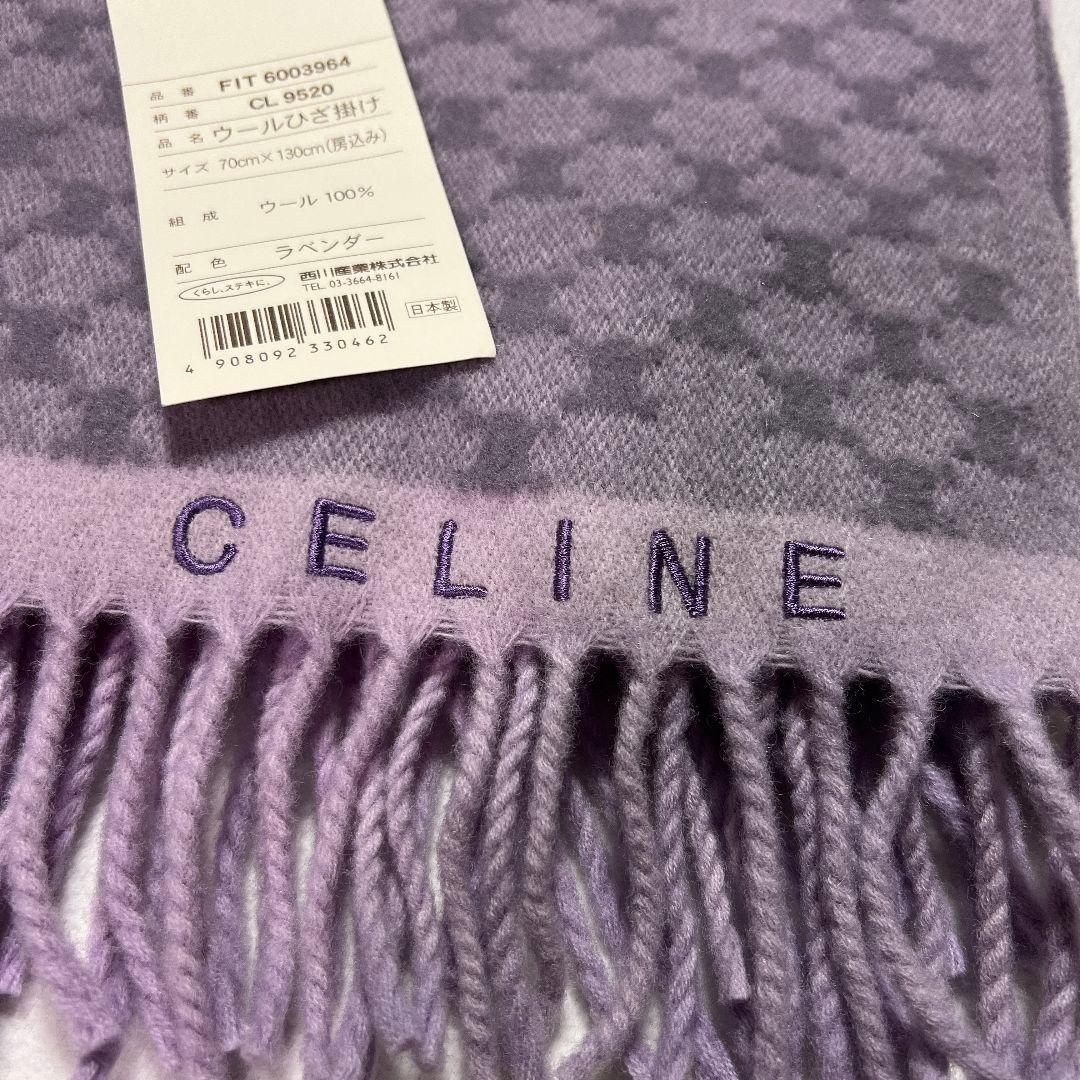 品番 FIT 6003964
柄番 CL 9520
品名 ウールひざ掛け
サイズ 70cm×130cm(房込み)
組成 ウール 100%
配色 ラベンダー
くらし、ステキに。 西川産業株式会社
TEL. 03-3664-8161
日本製
4 908092 330462
CELINE